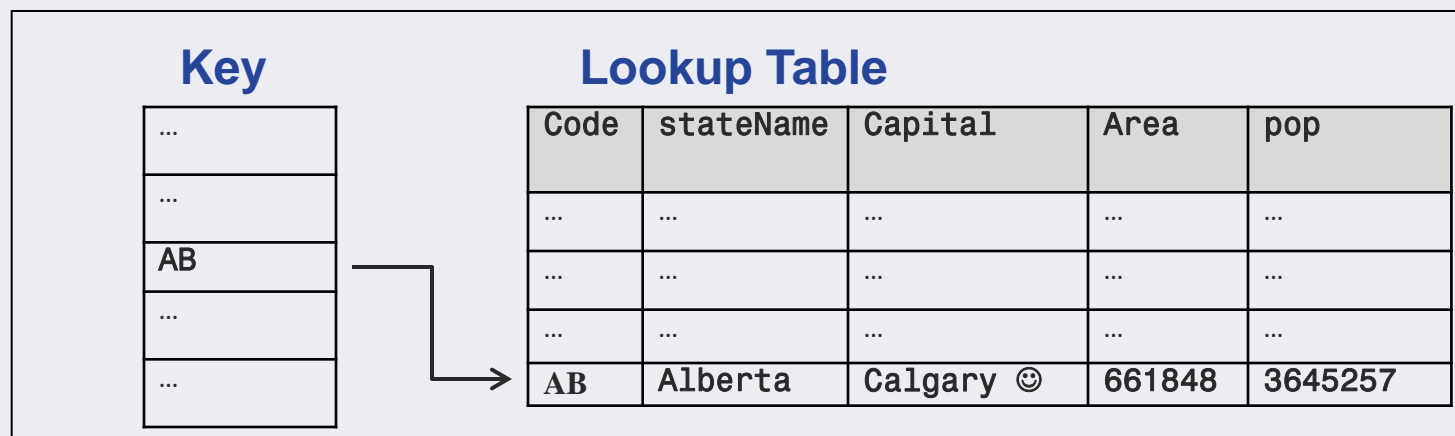 Key
Lookup Table
...
...
AB
...
...
Code stateName Capital Area pop
... ... ... ... ...
... ... ... ... ...
... ... ... ... ...
AB Alberta Calgary ☺ 661848 3645257